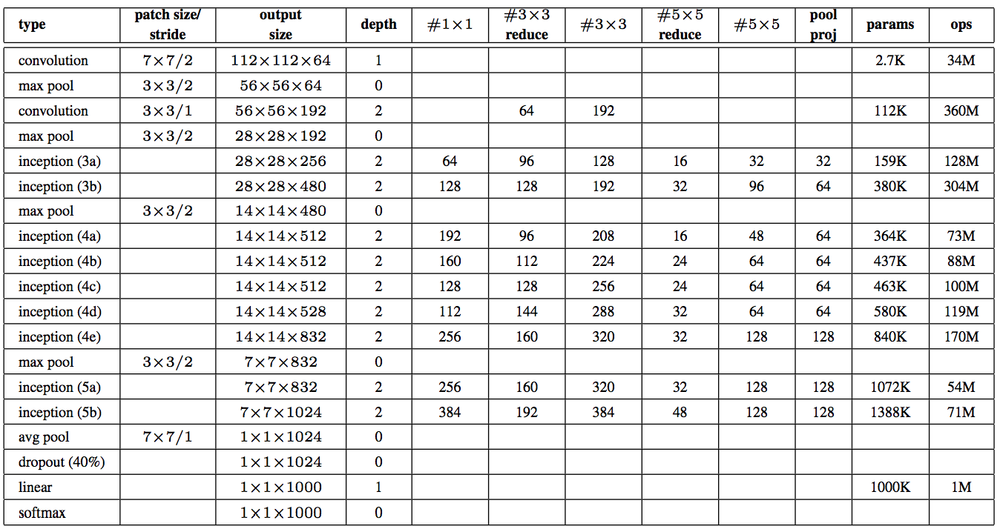 type patch size/ stride output size depth #1×1 #3×3 reduce #3×3 #5×5 reduce #5×5 pool proj params ops
convolution 7×7/2 112×112×64 1 2.7K 34M
max pool 3×3/2 56×56×64 0
convolution 3×3/1 56×56×192 2 64 192 112K 360M
max pool 3×3/2 28×28×192 0
inception (3a) 28×28×256 2 64 96 128 16 32 32 159K 128M
inception (3b) 28×28×480 2 128 128 192 32 96 64 380K 304M
max pool 3×3/2 14×14×480 0
inception (4a) 14×14×512 2 192 96 208 16 48 64 364K 73M
inception (4b) 14×14×512 2 160 112 224 24 64 64 437K 88M
inception (4c) 14×14×512 2 128 128 256 24 64 64 463K 100M
inception (4d) 14×14×528 2 112 144 288 32 64 64 580K 119M
inception (4e) 14×14×832 2 256 160 320 32 128 128 840K 170M
max pool 3×3/2 7×7×832 0
inception (5a) 7×7×832 2 256 160 320 32 128 128 1072K 54M
inception (5b) 7×7×1024 2 384 192 384 48 128 128 1388K 71M
avg pool 7×7/1 1×1×1024 0
dropout (40%) 1×1×1024 0
linear 1×1×1000 1 1000K 1M
softmax 1×1×1000 0